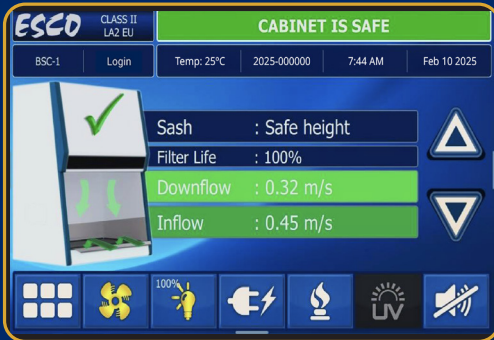 ESCO
CLASS II
LA2 EU
CABINET IS SAFE
BSC-1
Login
Temp: 25°C
2025-000000
7:44 AM
Feb 10 2025
Sash : Safe height
Filter Life : 100%
Downflow : 0.32 m/s
Inflow : 0.45 m/s
100%
UV